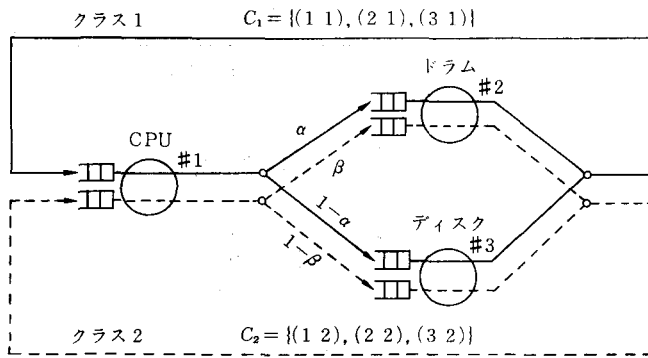 クラス1
C₁={(1 1), (2 1), (3 1)}
ドラム
#2
α
CPU
#1
β
1-α
ディスク
#3
1-β
クラス2
C₂={(1 2), (2 2), (3 2)}